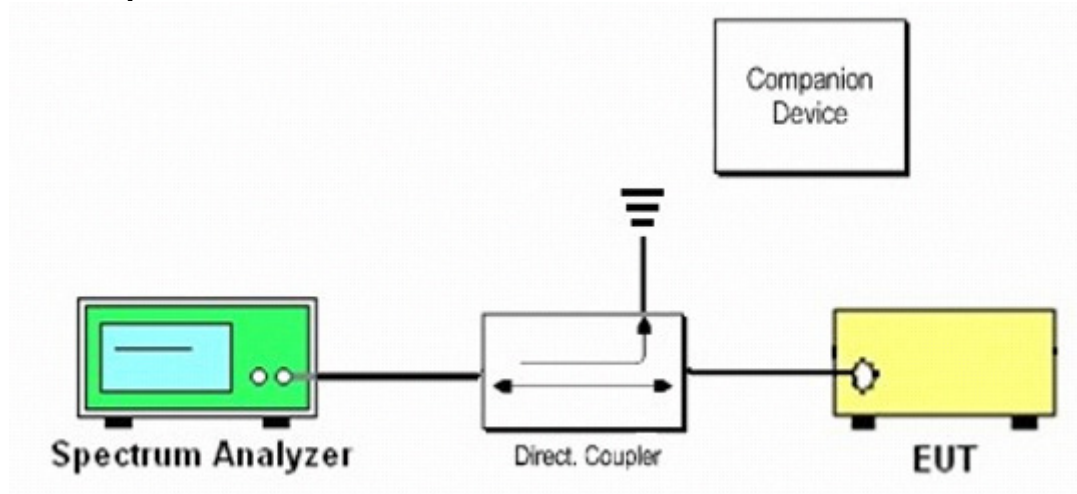 Companion
Device
Spectrum Analyzer
Direct. Coupler
EUT